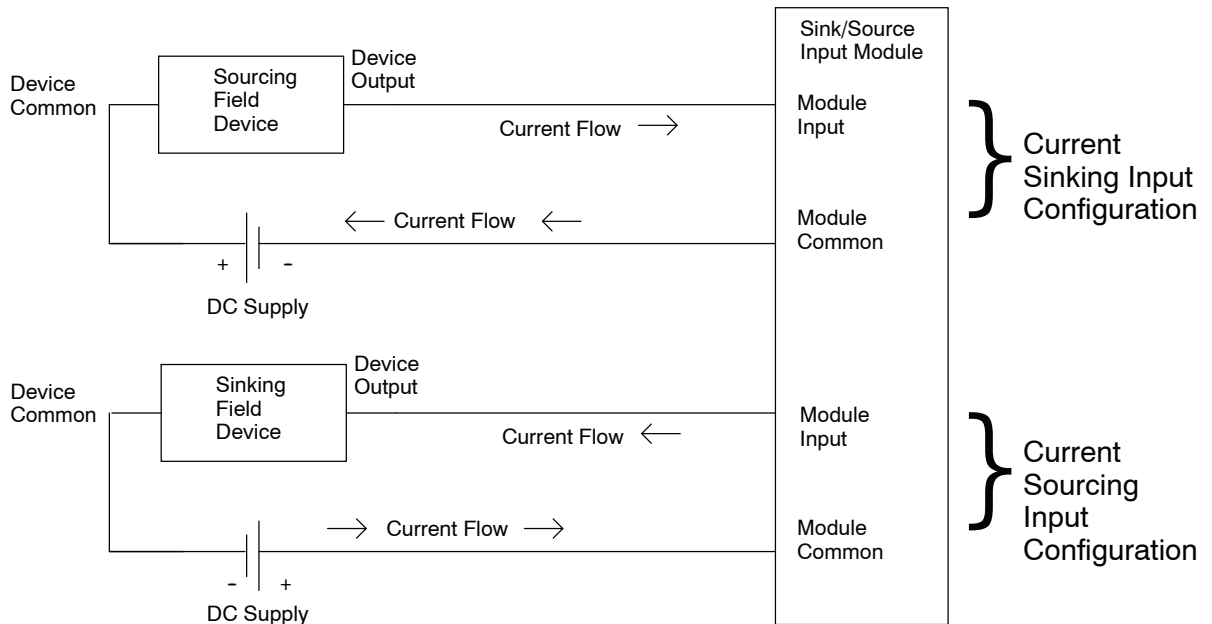 Sink/Source
Input Module
Device
Output
Device
Common
Sourcing
Field
Device
Module
Input
Current Flow
Current
Sinking Input
Configuration
Module
Common
Current Flow
+ -
DC Supply
Device
Output
Device
Common
Sinking
Field
Device
Module
Input
Current Flow
Current
Sourcing
Input
Configuration
Module
Common
Current Flow
- +
DC Supply